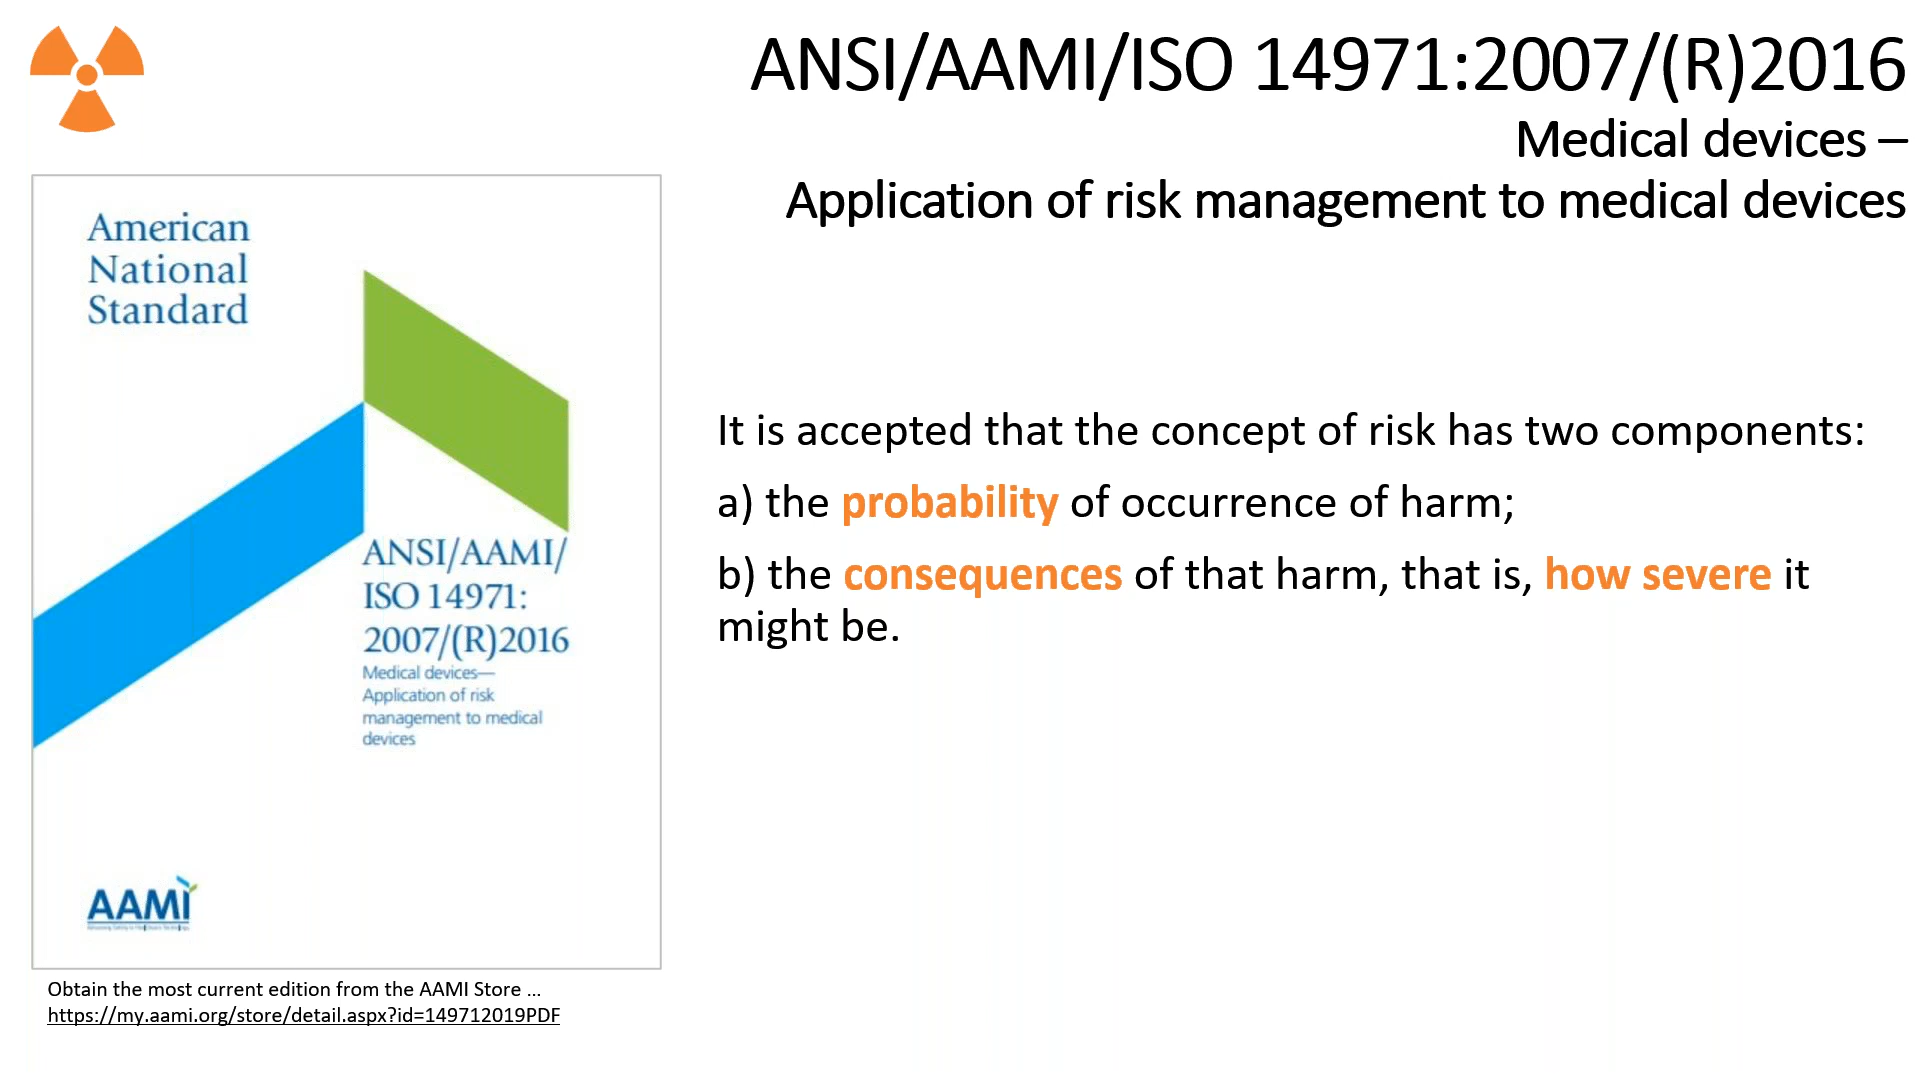 ANSI/AAMI/ISO 14971:2007/(R)2016
Medical devices –
Application of risk management to medical devices
American
National
Standard
ANSI/AAMI/
ISO 14971:
2007/(R)2016
Medical devices—
Application of risk
management to medical
devices
AAMI
Obtain the most current edition from the AAMI Store ...
https://my.aami.org/store/detail.aspx?id=149712019PDF
It is accepted that the concept of risk has two components:
a) the probability of occurrence of harm;
b) the consequences of that harm, that is, how severe it
might be.